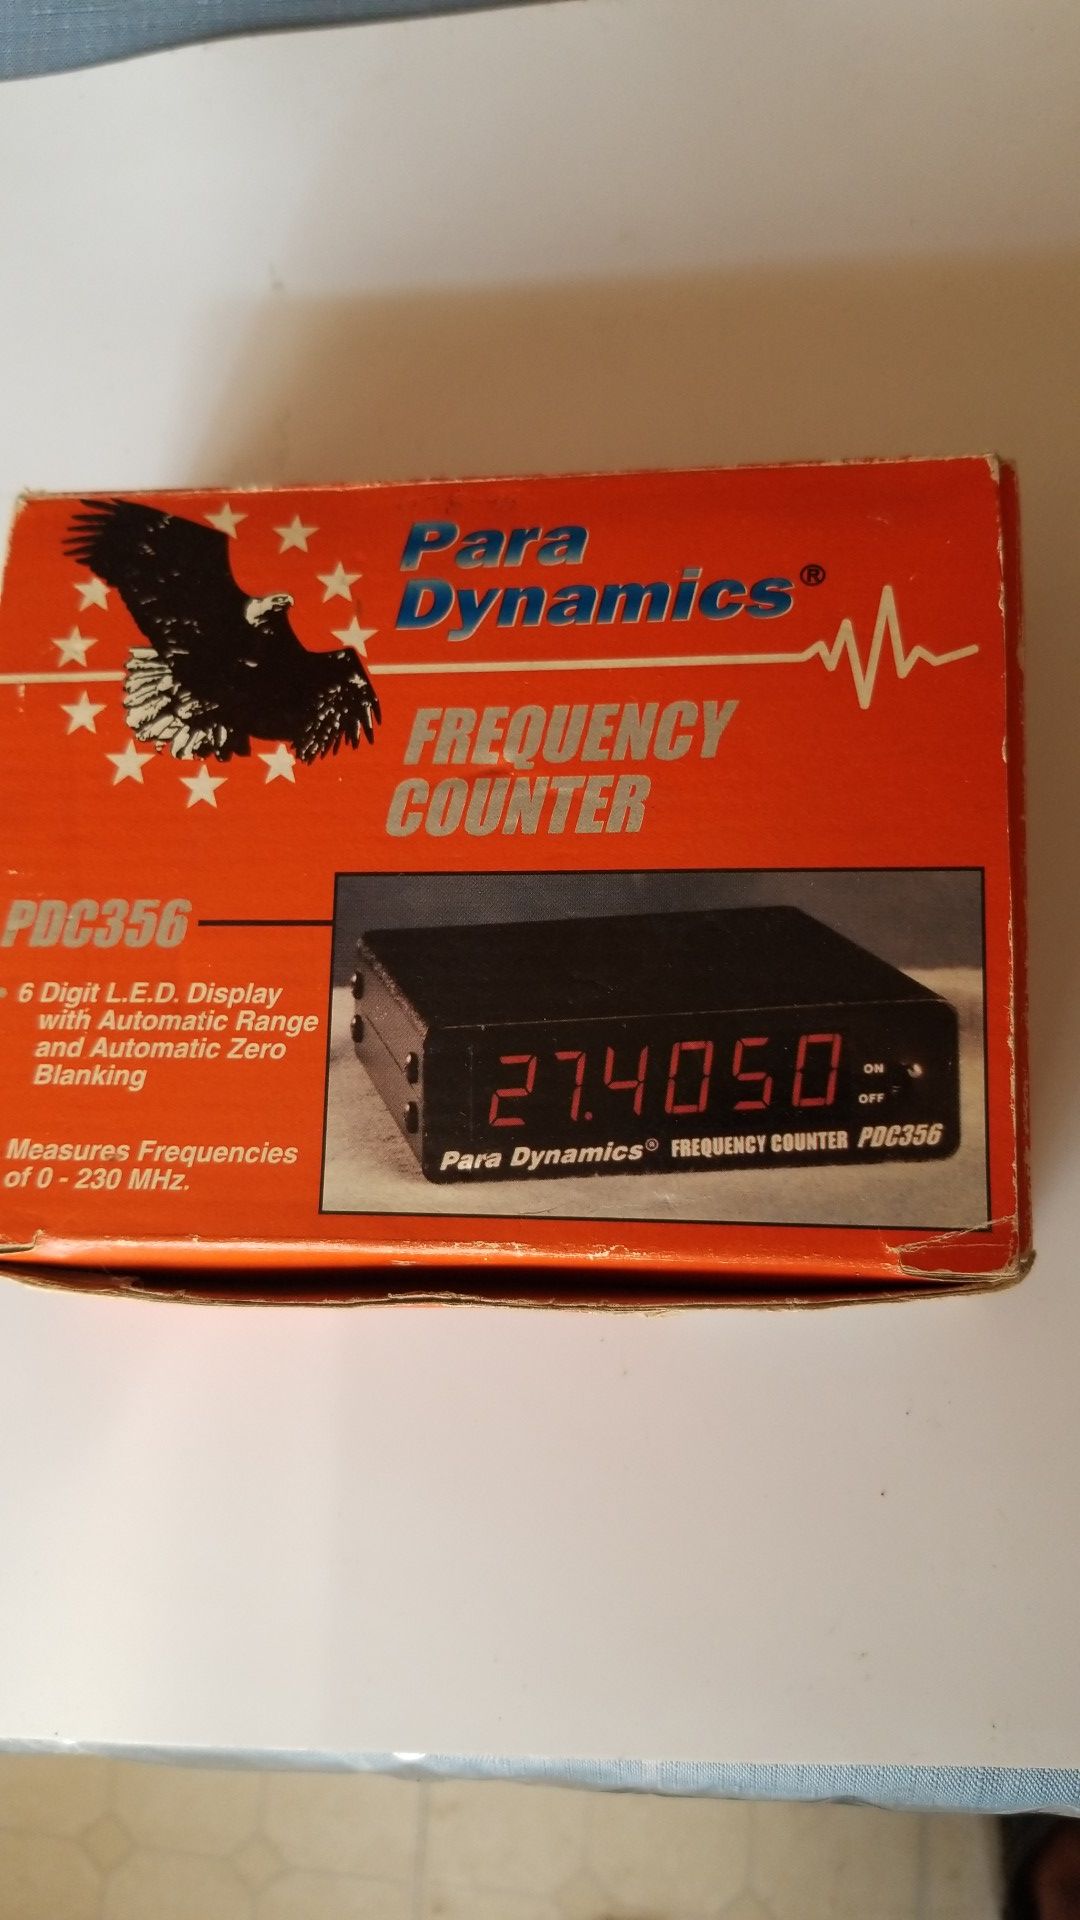 Para
Dynamics®
FREQUENCY
COUNTER
PDC356
• 6 Digit L.E.D. Display
with Automatic Range
and Automatic Zero
Blanking
Measures Frequencies
of 0 - 230 MHz.
27.4050
ON
OFF
Para Dynamics® FREQUENCY COUNTER PDC356